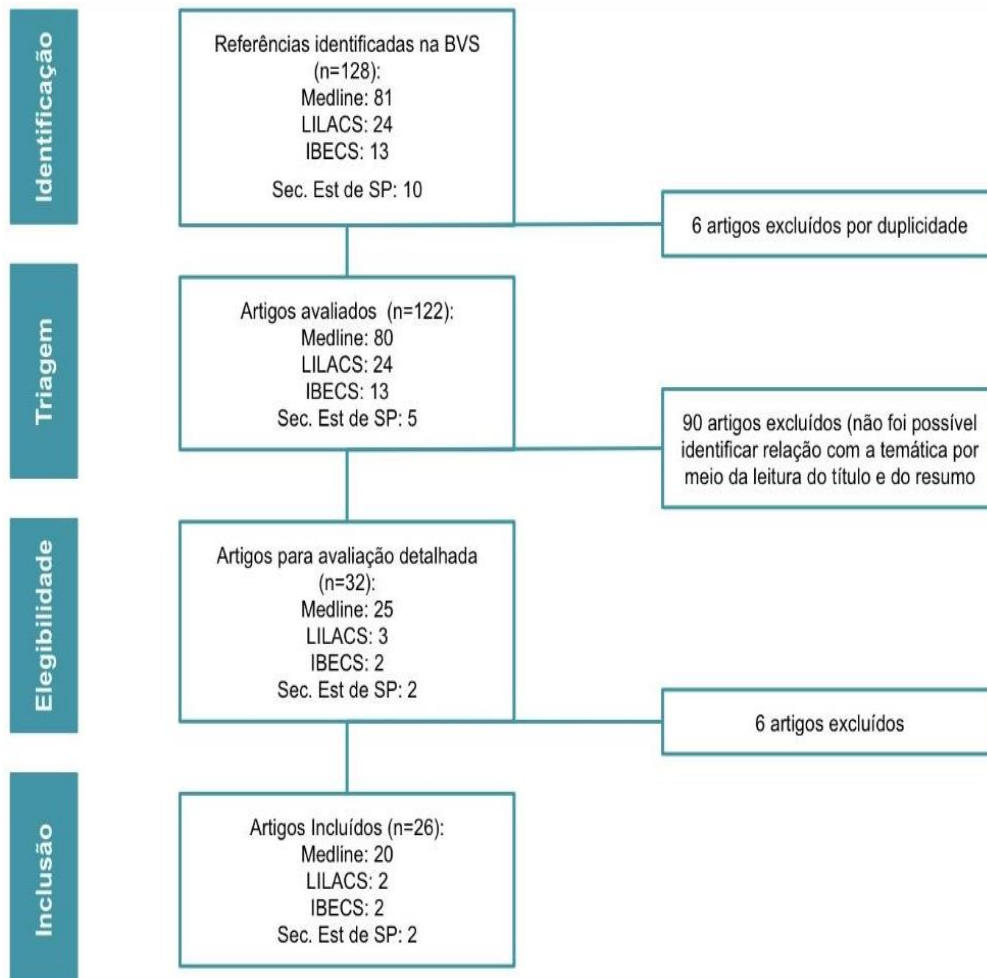 Identificação
Referências identificadas na BVS
(n=128):
Medline: 81
LILACS: 24
IBECS: 13
Sec. Est de SP: 10
6 artigos excluídos por duplicidade
Triagem
Artigos avaliados (n=122):
Medline: 80
LILACS: 24
IBECS: 13
Sec. Est de SP: 5
90 artigos excluídos (não foi possível
identificar relação com a temática por
meio da leitura do título e do resumo
Elegibilidade
Artigos para avaliação detalhada
(n=32):
Medline: 25
LILACS: 3
IBECS: 2
Sec. Est de SP: 2
6 artigos excluídos
Inclusão
Artigos Incluídos (n=26):
Medline: 20
LILACS: 2
IBECS: 2
Sec. Est de SP: 2